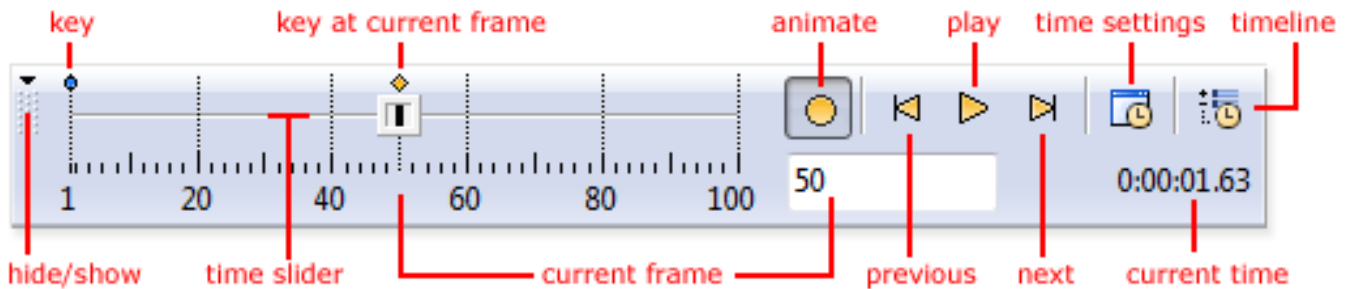 key key at current frame animate play time settings timeline
50 0:00:01.63
1 20 40 60 80 100
hide/show time slider current frame previous next current time